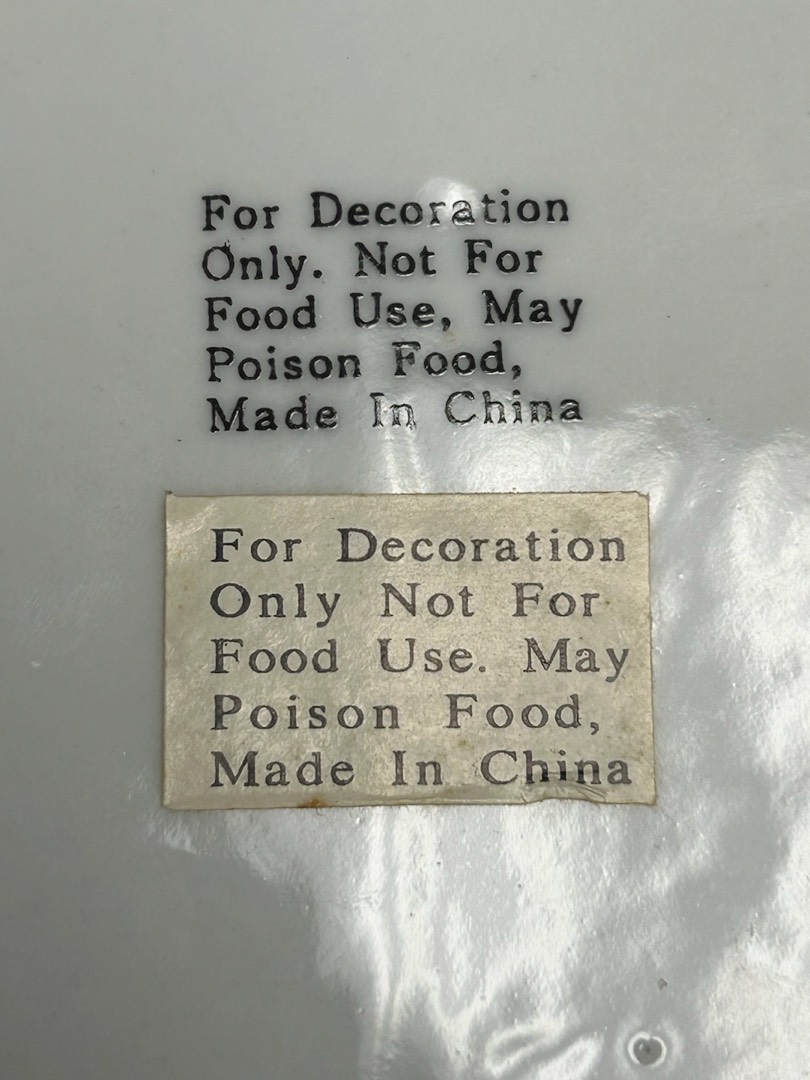 For Decoration
Only. Not For
Food Use, May
Poison Food,
Made In China
For Decoration
Only Not For
Food Use. May
Poison Food,
Made In China